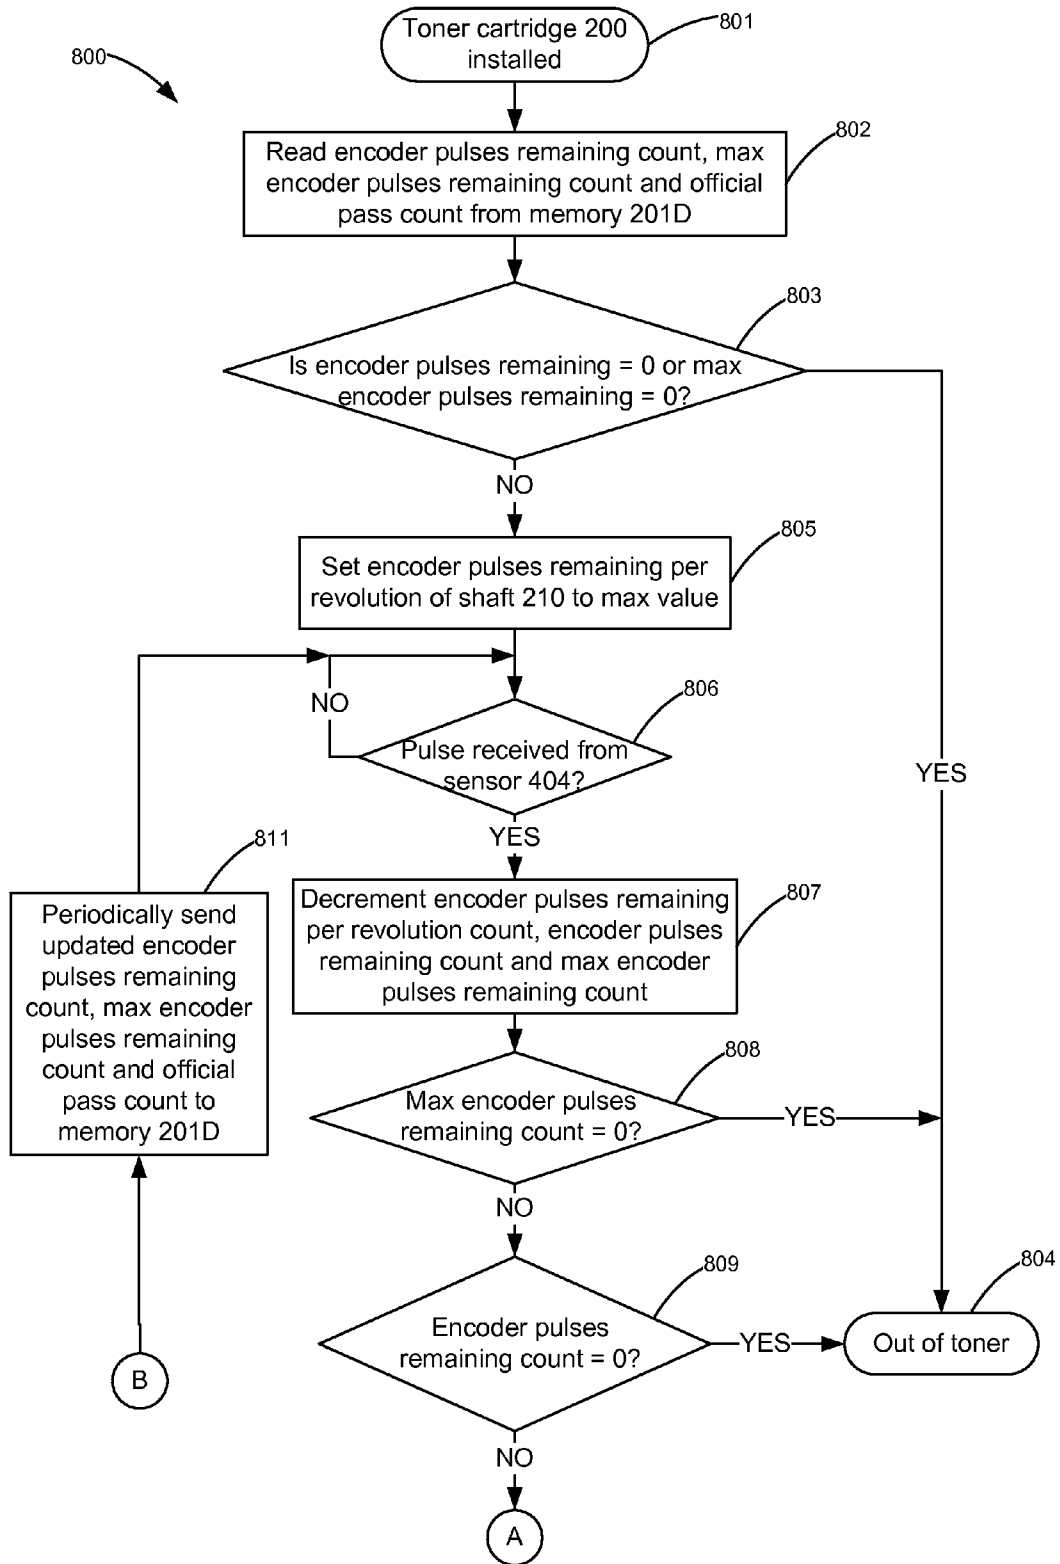 800
Toner cartridge 200
installed
801
Read encoder pulses remaining count, max
encoder pulses remaining count and official
pass count from memory 201D
802
Is encoder pulses remaining = 0 or max
encoder pulses remaining = 0?
803
NO
YES
Set encoder pulses remaining per
revolution of shaft 210 to max value
805
NO
Pulse received from
sensor 404?
806
YES
Decrement encoder pulses remaining
per revolution count, encoder pulses
remaining count and max encoder
pulses remaining count
807
Max encoder pulses
remaining count = 0?
808
YES
NO
Encoder pulses
remaining count = 0?
809
YES
Out of toner
804
NO
A
811
Periodically send
updated encoder
pulses remaining
count, max encoder
pulses remaining
count and official
pass count to
memory 201D
B